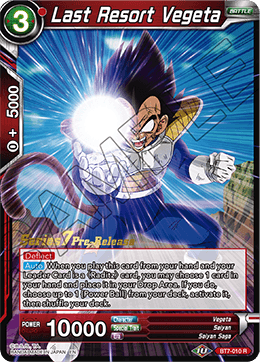 3
Last Resort Vegeta
BATTLE
0 + 5000
SAMPLE
Series 7 Pre-Release
Deflect
Auto When you play this card from your hand and your
Leader Card is a 《Raditz》 card, you may choose 1 card
in your hand and place it in your Drop Area. If you do,
choose up to 1 {Power Ball} from your deck, activate it,
then shuffle your deck.
POWER 10000
Character Vegeta
Special Trait Saiyan
Era Saiyan Saga
BT7-010 R